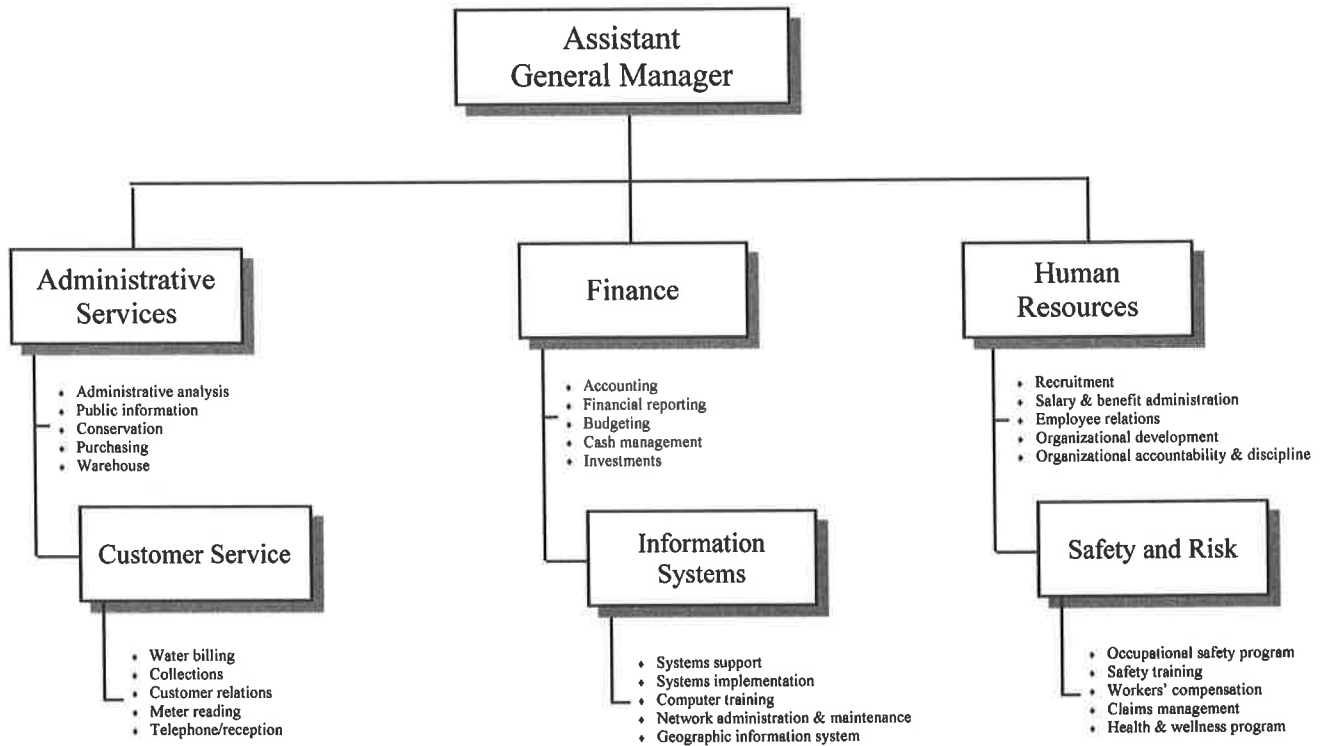 Assistant
General Manager
Administrative
Services
Finance
Human
Resources
♦ Administrative analysis
♦ Public information
♦ Conservation
♦ Purchasing
♦ Warehouse
♦ Accounting
♦ Financial reporting
♦ Budgeting
♦ Cash management
♦ Investments
♦ Recruitment
♦ Salary & benefit administration
♦ Employee relations
♦ Organizational development
♦ Organizational accountability & discipline
Customer Service
Information
Systems
Safety and Risk
♦ Water billing
♦ Collections
♦ Customer relations
♦ Meter reading
♦ Telephone/reception
♦ Systems support
♦ Systems implementation
♦ Computer training
♦ Network administration & maintenance
♦ Geographic information system
♦ Occupational safety program
♦ Safety training
♦ Workers' compensation
♦ Claims management
♦ Health & wellness program